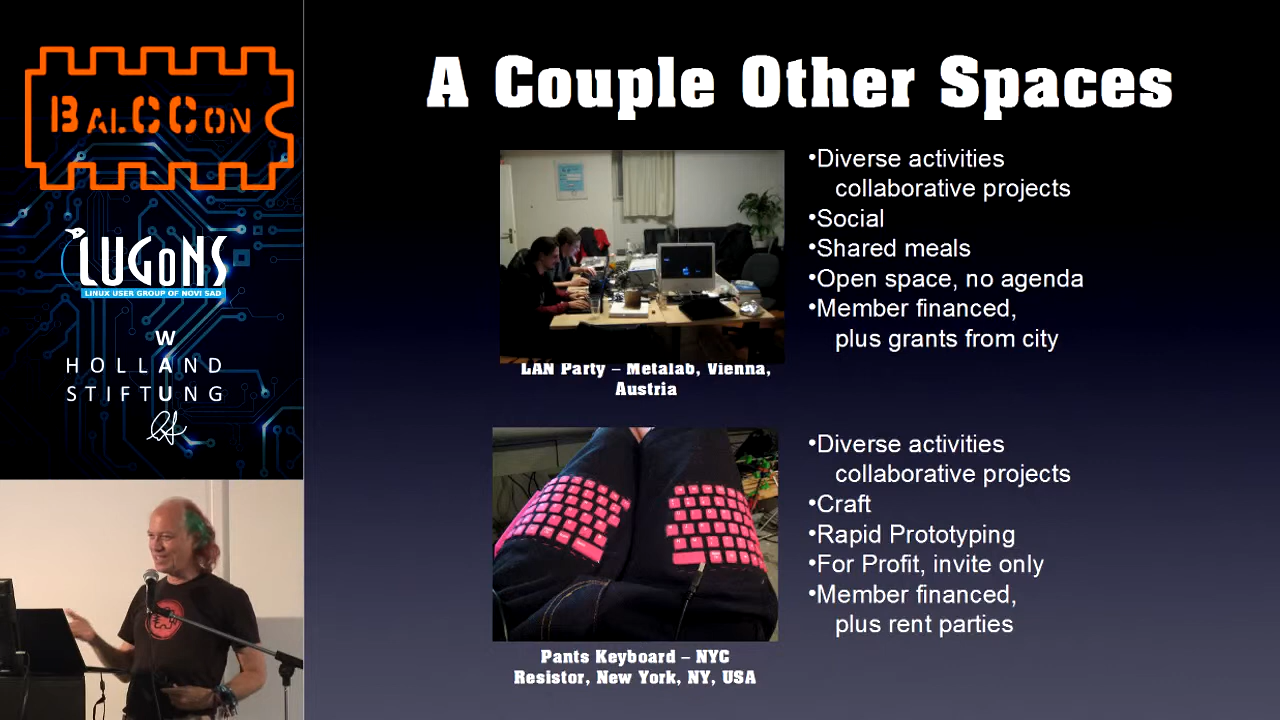 BALCCON
LUGONS
LINUX USER GROUP OF NOVI SAD
W
HOLLAND
STIFTUNG
A Couple Other Spaces
•Diverse activities
collaborative projects
•Social
•Shared meals
•Open space, no agenda
•Member financed,
plus grants from city
LAN Party – Metalab, Vienna,
Austria
•Diverse activities
collaborative projects
•Craft
•Rapid Prototyping
•For Profit, invite only
•Member financed,
plus rent parties
Pants Keyboard – NYC
Resistor, New York, NY, USA